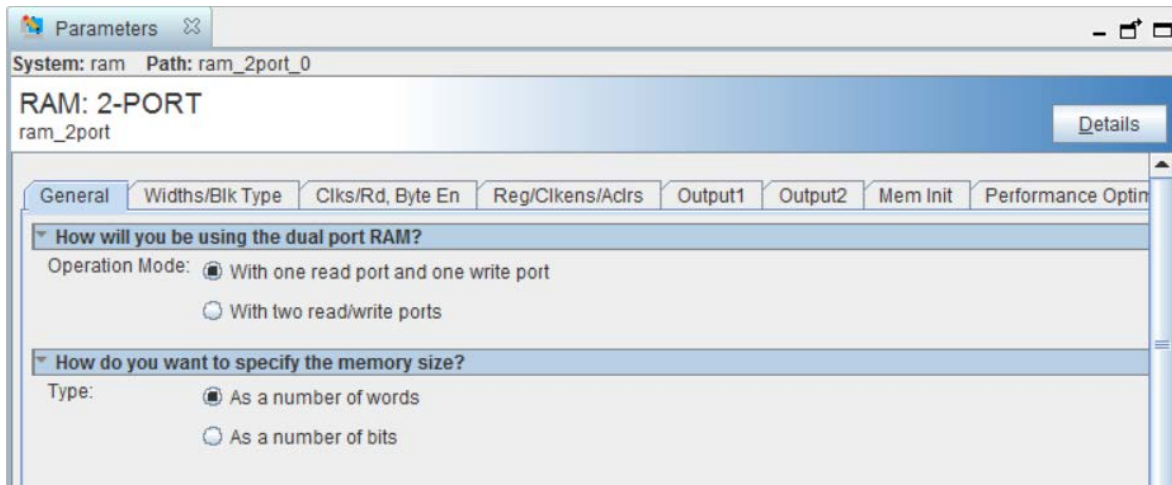 Parameters
System: ram Path: ram_2port_0
RAM: 2-PORT
ram_2port
Details
General Widths/Blk Type Clks/Rd, Byte En Reg/Clkens/Aclrs Output1 Output2 Mem Init Performance Optim
How will you be using the dual port RAM?
Operation Mode: With one read port and one write port
With two read/write ports
How do you want to specify the memory size?
Type: As a number of words
As a number of bits